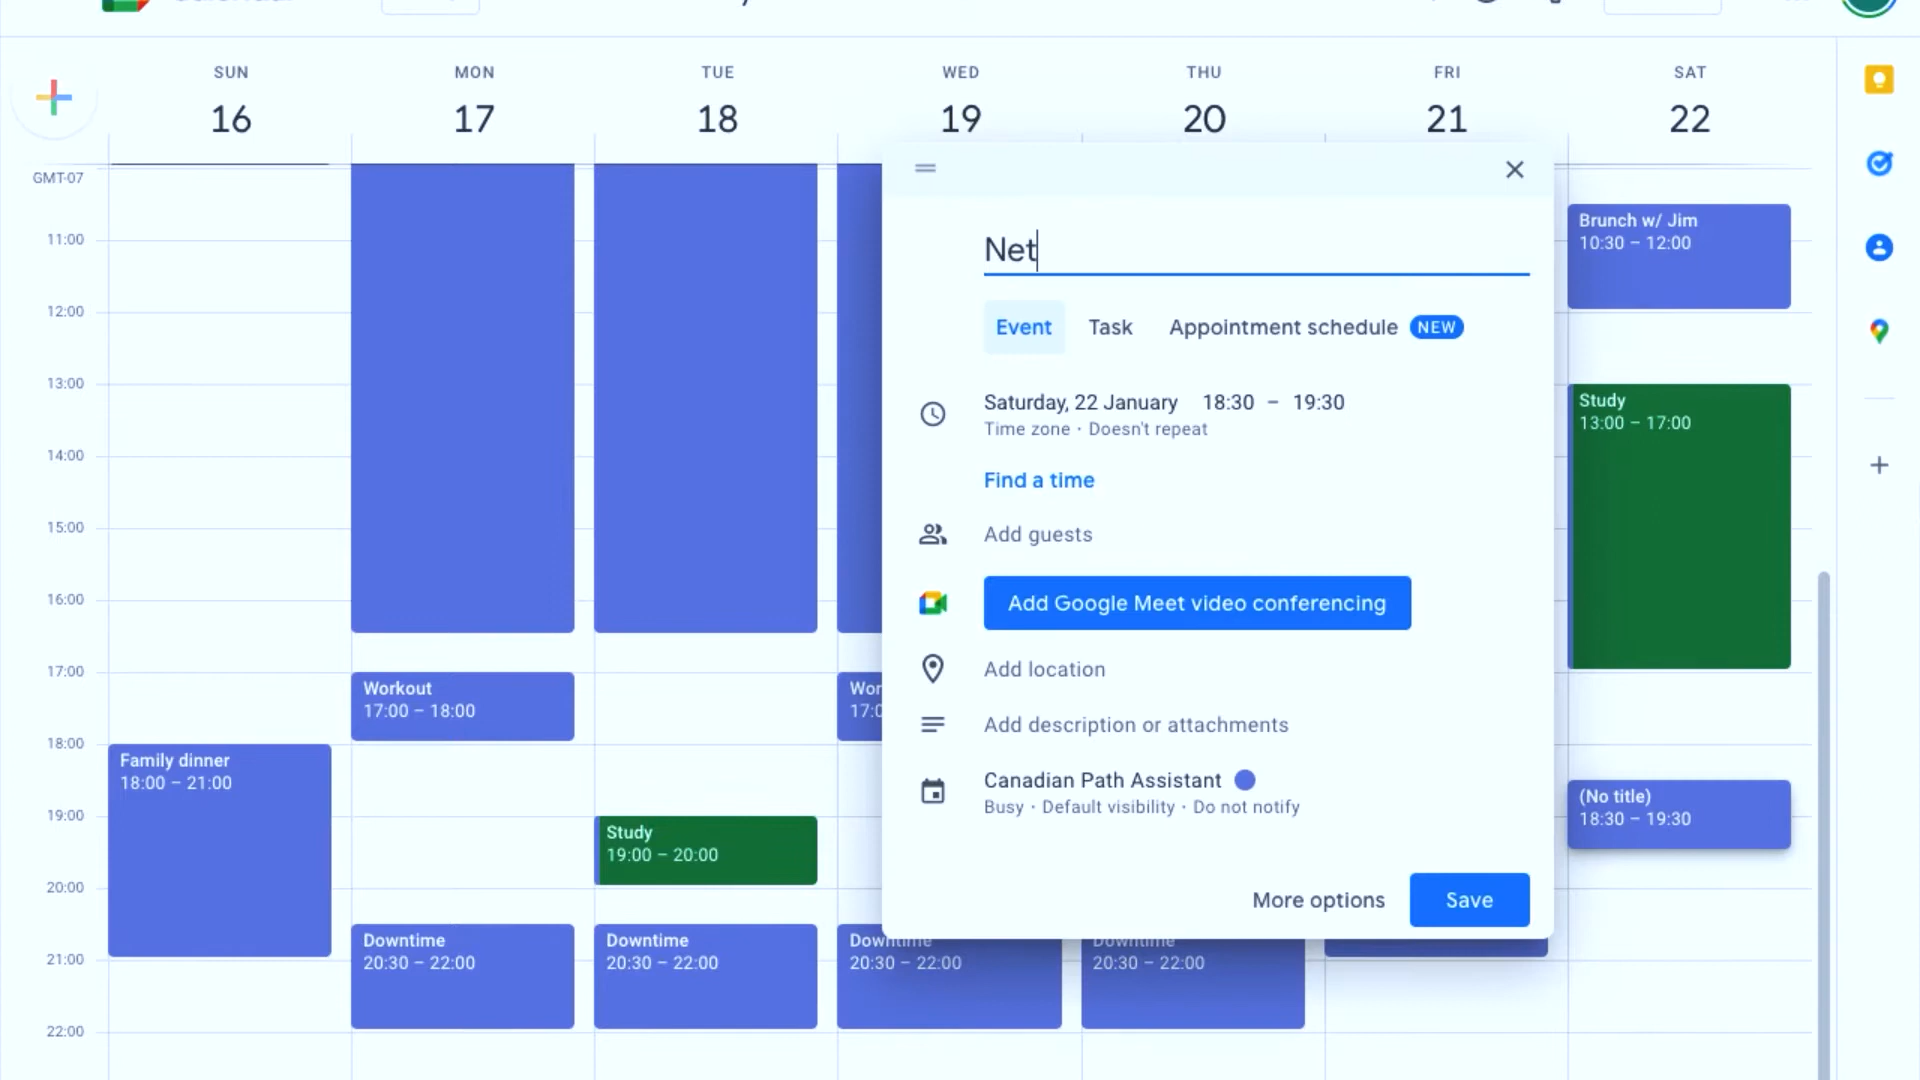 SUN MON TUE WED THU FRI SAT
16 17 18 19 20 21 22
GMT-07
11:00
12:00
13:00
14:00
15:00
16:00
17:00
18:00
19:00
20:00
21:00
22:00
Family dinner
18:00 – 21:00
Workout
17:00 – 18:00
Downtime
20:30 – 22:00
Study
19:00 – 20:00
Downtime
20:30 – 22:00
Downtime
20:30 – 22:00
Downtime
20:30 – 22:00
Net
Event Task Appointment schedule NEW
Saturday, 22 January 18:30 – 19:30
Time zone · Doesn't repeat
Find a time
Add guests
Add Google Meet video conferencing
Add location
Add description or attachments
Canadian Path Assistant
Busy · Default visibility · Do not notify
More options Save
Brunch w/ Jim
10:30 – 12:00
Study
13:00 – 17:00
(No title)
18:30 – 19:30